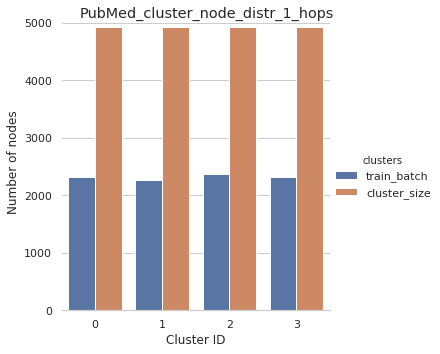 PubMed_cluster_node_distr_1_hops
5000
4000
3000
2000
1000
0
Number of nodes
0 1 2 3
Cluster ID
clusters
train_batch
cluster_size